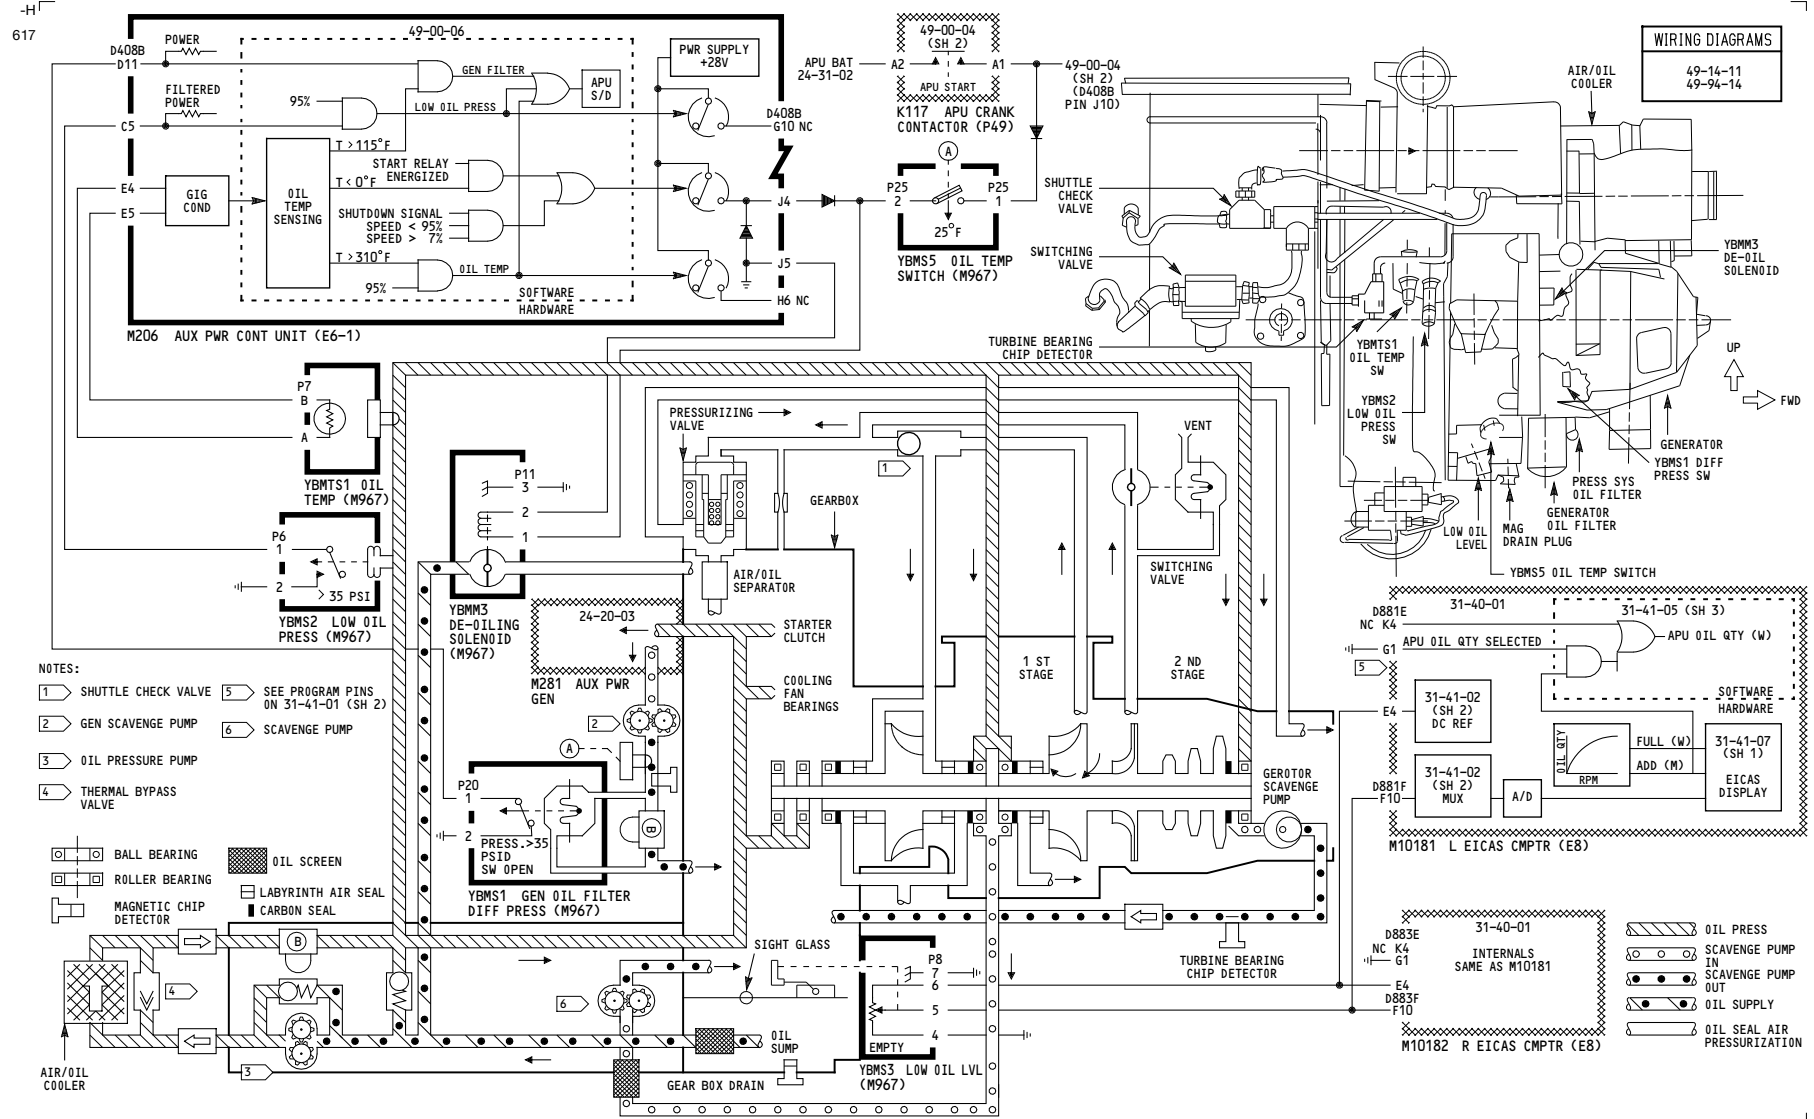 -H
617
D408B
D11
POWER
FILTERED
POWER
C5
E4
E5
GIG
COND
49-00-06
95%
GEN FILTER
LOW OIL PRESS
APU
S/D
OIL
TEMP
SENSING
T >115°F
T < 0°F
START RELAY
ENERGIZED
SHUTDOWN SIGNAL
SPEED < 95%
SPEED > 7%
T >310°F
95%
OIL TEMP
SOFTWARE
HARDWARE
PWR SUPPLY
+28V
D408B
G10 NC
J4
J5
H6 NC
M206 AUX PWR CONT UNIT (E6-1)
APU BAT
24-31-02
49-00-04
(SH 2)
A2
A1
APU START
K117 APU CRANK
CONTACTOR (P49)
49-00-04
(SH 2)
(D408B
PIN J10)
A
P25
2
P25
1
25°F
YBMS5 OIL TEMP
SWITCH (M967)
WIRING DIAGRAMS
49-14-11
49-94-14
AIR/OIL
COOLER
SHUTTLE
CHECK
VALVE
SWITCHING
VALVE
TURBINE BEARING
CHIP DETECTOR
YBMTS1
OIL TEMP
SW
YBMS2
LOW OIL
PRESS
SW
YBMM3
DE-OIL
SOLENOID
UP
FWD
GENERATOR
YBMS1 DIFF
PRESS SW
PRESS SYS
OIL FILTER
GENERATOR
OIL FILTER
MAG
DRAIN PLUG
LOW OIL
LEVEL
YBMS5 OIL TEMP SWITCH
P7
B
A
YBMTS1 OIL
TEMP (M967)
P6
1
2
> 35 PSI
YBMS2 LOW OIL
PRESS (M967)
P11
3
2
1
YBMM3
DE-OILING
SOLENOID
(M967)
PRESSURIZING
VALVE
1
GEARBOX
AIR/OIL
SEPARATOR
VENT
SWITCHING
VALVE
24-20-03
M281 AUX PWR
GEN
STARTER
CLUTCH
COOLING
FAN
BEARINGS
1 ST
STAGE
2 ND
STAGE
2
A
P20
1
2
PRESS.>35
PSID
SW OPEN
B
YBMS1 GEN OIL FILTER
DIFF PRESS (M967)
GEROTOR
SCAVENGE
PUMP
NOTES:
1 SHUTTLE CHECK VALVE
2 GEN SCAVENGE PUMP
3 OIL PRESSURE PUMP
4 THERMAL BYPASS
VALVE
5 SEE PROGRAM PINS
ON 31-41-01 (SH 2)
6 SCAVENGE PUMP
BALL BEARING
ROLLER BEARING
MAGNETIC CHIP
DETECTOR
OIL SCREEN
LABYRINTH AIR SEAL
CARBON SEAL
B
4
AIR/OIL
COOLER
3
6
SIGHT GLASS
OIL
SUMP
GEAR BOX DRAIN
P8
7
6
5
4
EMPTY
YBMS3 LOW OIL LVL
(M967)
TURBINE BEARING
CHIP DETECTOR
31-40-01
31-41-05 (SH 3)
D881E
NC K4
G1
APU OIL QTY SELECTED
5
APU OIL QTY (W)
SOFTWARE
HARDWARE
E4
31-41-02
(SH 2)
DC REF
D881F
F10
31-41-02
(SH 2)
MUX
A/D
OIL QTY
RPM
FULL (W)
ADD (M)
31-41-07
(SH 1)
EICAS
DISPLAY
M10181 L EICAS CMPTR (E8)
D883E
NC K4
G1
E4
D883F
F10
31-40-01
INTERNALS
SAME AS M10181
M10182 R EICAS CMPTR (E8)
OIL PRESS
SCAVENGE PUMP
IN
SCAVENGE PUMP
OUT
OIL SUPPLY
OIL SEAL AIR
PRESSURIZATION